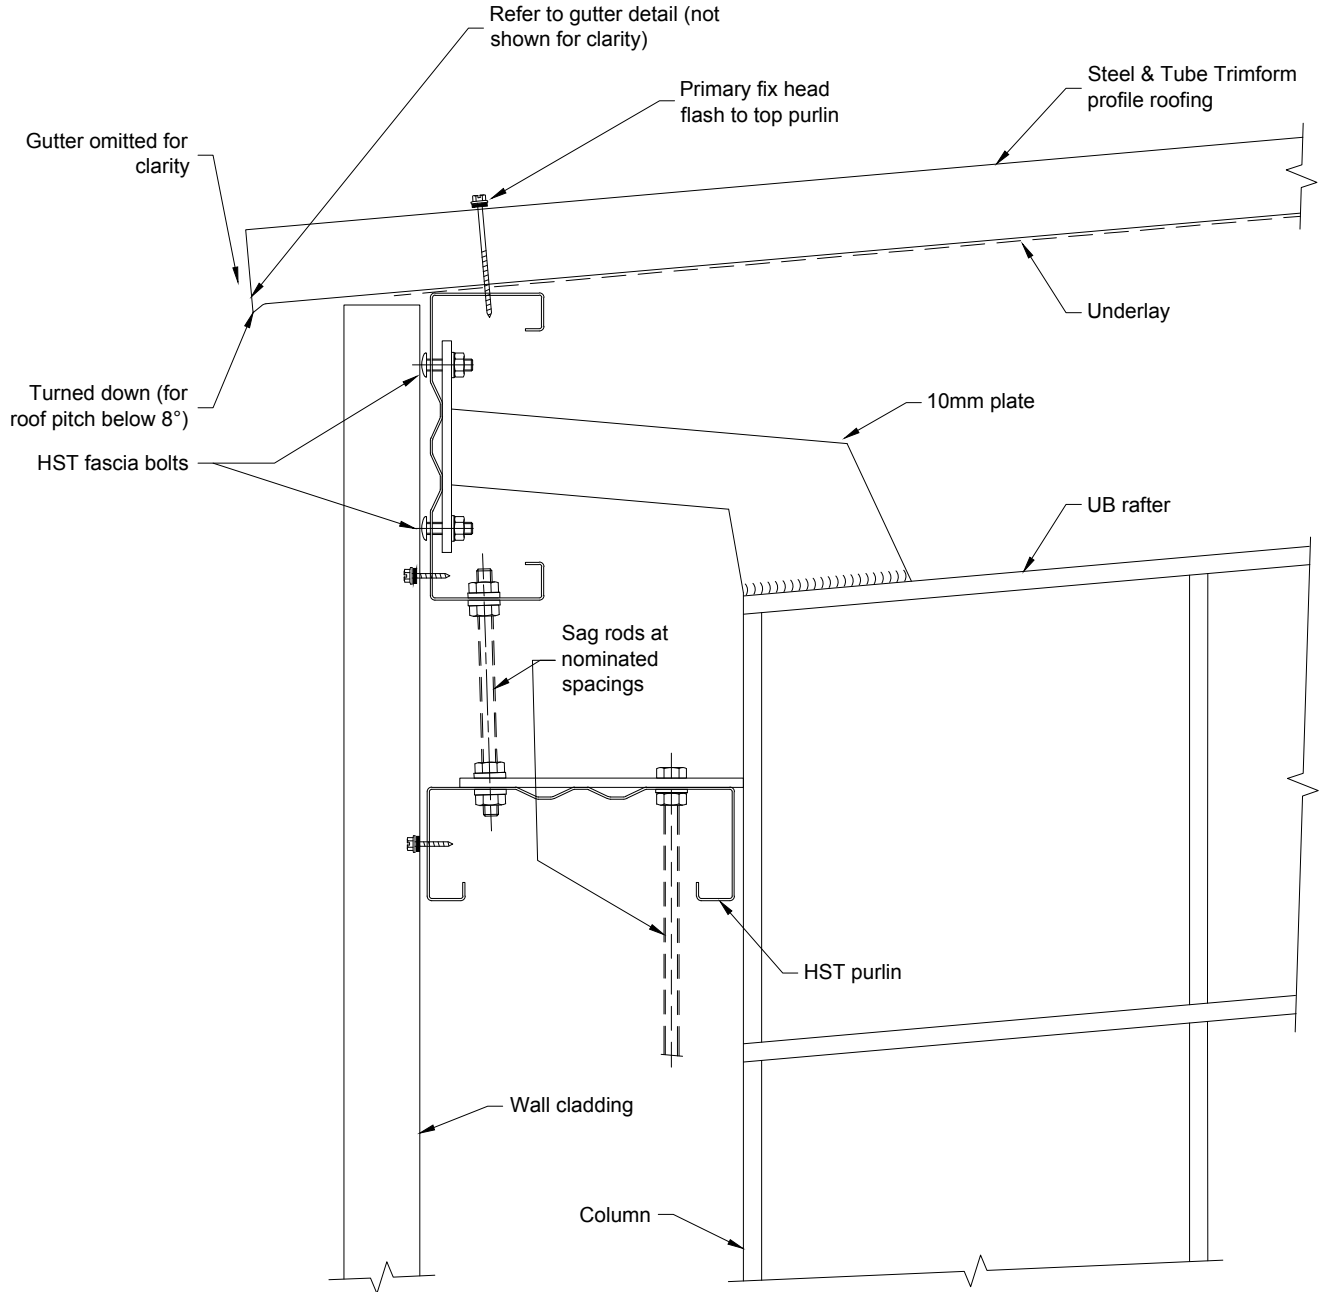 Refer to gutter detail (not
shown for clarity)
Steel & Tube Trimform
profile roofing
Primary fix head
flash to top purlin
Gutter omitted for
clarity
Underlay
Turned down (for
roof pitch below 8°)
10mm plate
HST fascia bolts
UB rafter
Sag rods at
nominated
spacings
HST purlin
Wall cladding
Column